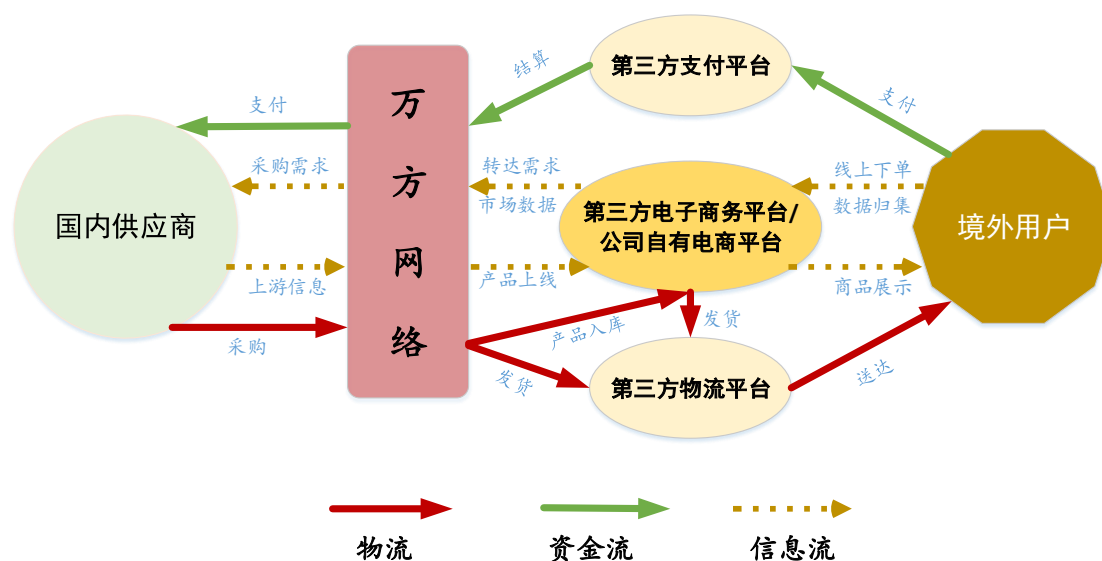 第三方支付平台
结算
支付
支付
万
方
网
络
采购需求
转达需求
线上下单
市场数据
数据归集
国内供应商
第三方电子商务平台/
公司自有电商平台
境外用户
上游信息
产品上线
商品展示
采购
产品入库
发货
发货
第三方物流平台
送达
物流
资金流
信息流